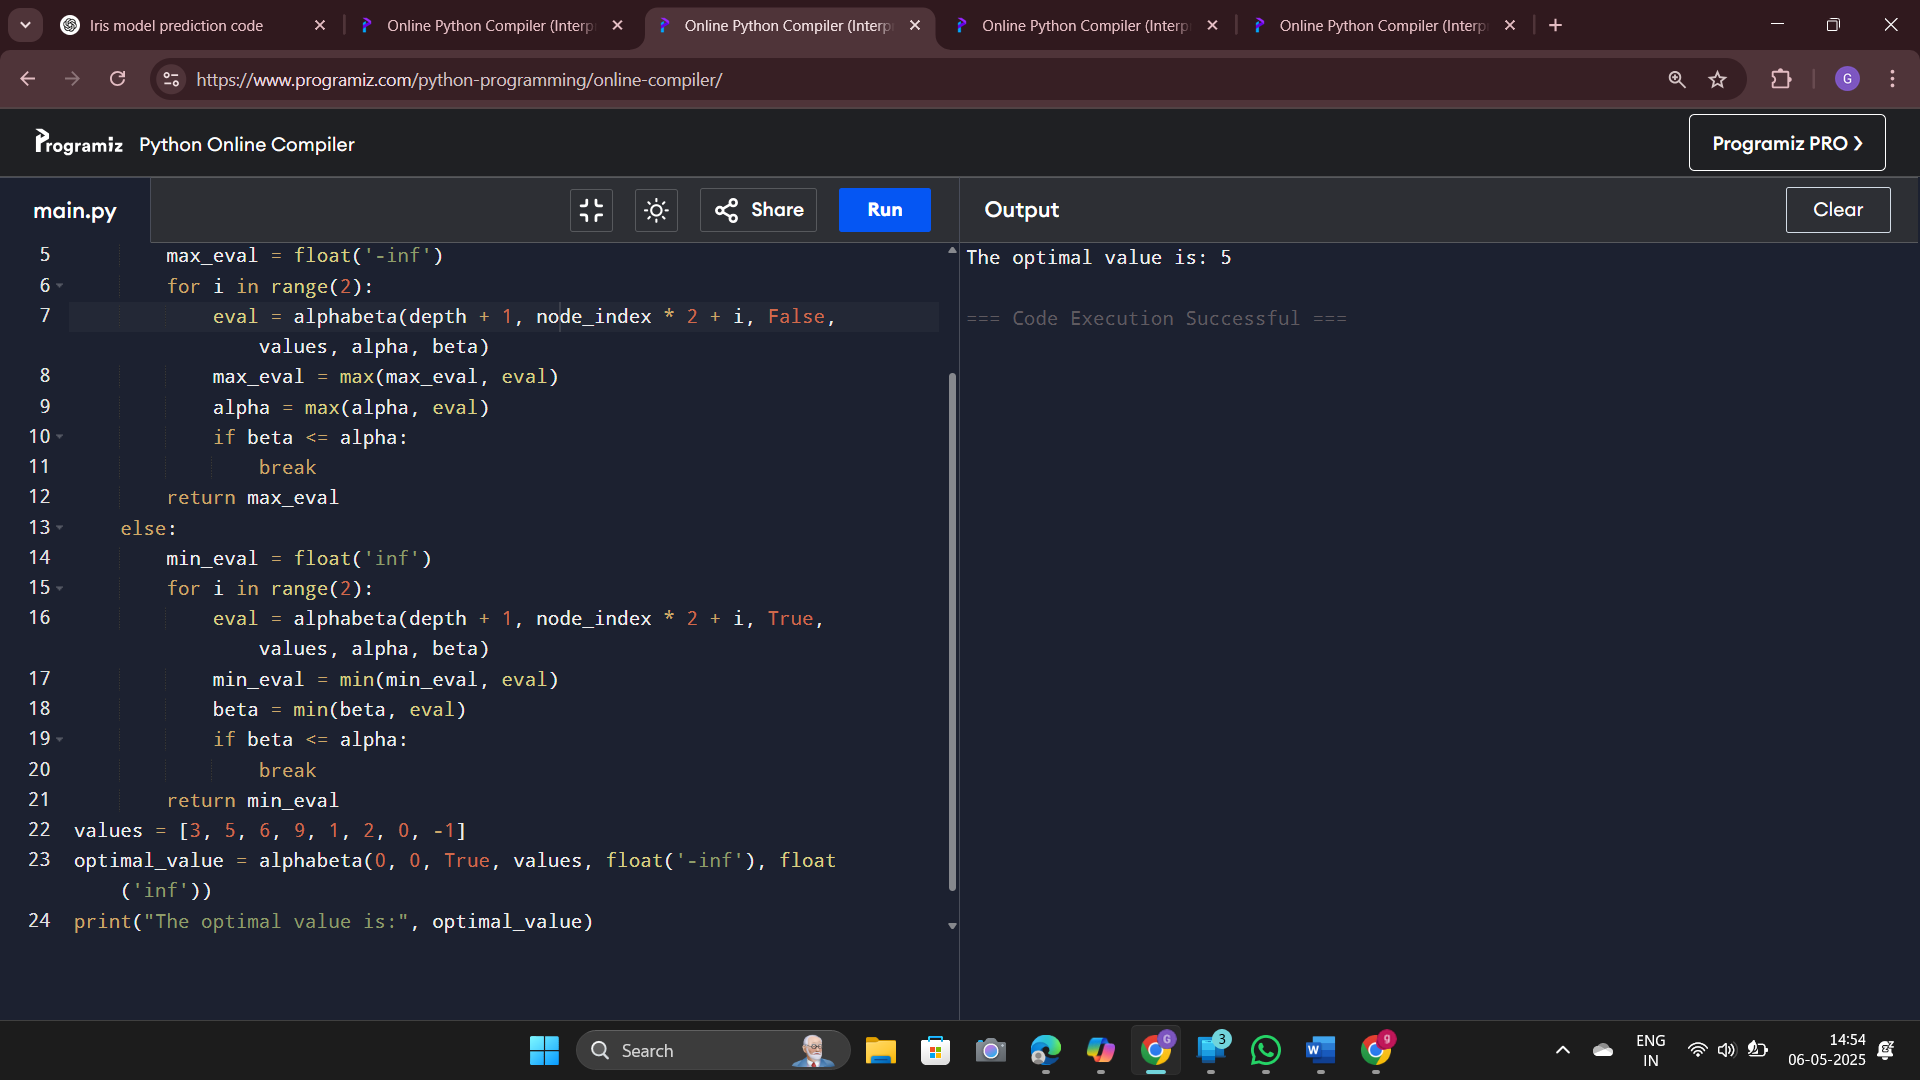 Iris model prediction code
Online Python Compiler (Interp
Online Python Compiler (Interp
Online Python Compiler (Interp
Online Python Compiler (Interp
https://www.programiz.com/python-programming/online-compiler/
G
Programiz Python Online Compiler
Programiz PRO ❯
main.py
Share
Run
Output
Clear
5 max_eval = float('-inf')
6 for i in range(2):
7 eval = alphabeta(depth + 1, node_index * 2 + i, False,
values, alpha, beta)
8 max_eval = max(max_eval, eval)
9 alpha = max(alpha, eval)
10 if beta <= alpha:
11 break
12 return max_eval
13 else:
14 min_eval = float('inf')
15 for i in range(2):
16 eval = alphabeta(depth + 1, node_index * 2 + i, True,
values, alpha, beta)
17 min_eval = min(min_eval, eval)
18 beta = min(beta, eval)
19 if beta <= alpha:
20 break
21 return min_eval
22 values = [3, 5, 6, 9, 1, 2, 0, -1]
23 optimal_value = alphabeta(0, 0, True, values, float('-inf'), float
('inf'))
24 print("The optimal value is:", optimal_value)
The optimal value is: 5
=== Code Execution Successful ===
Search
G
3
W
g
ENG
IN
14:54
06-05-2025